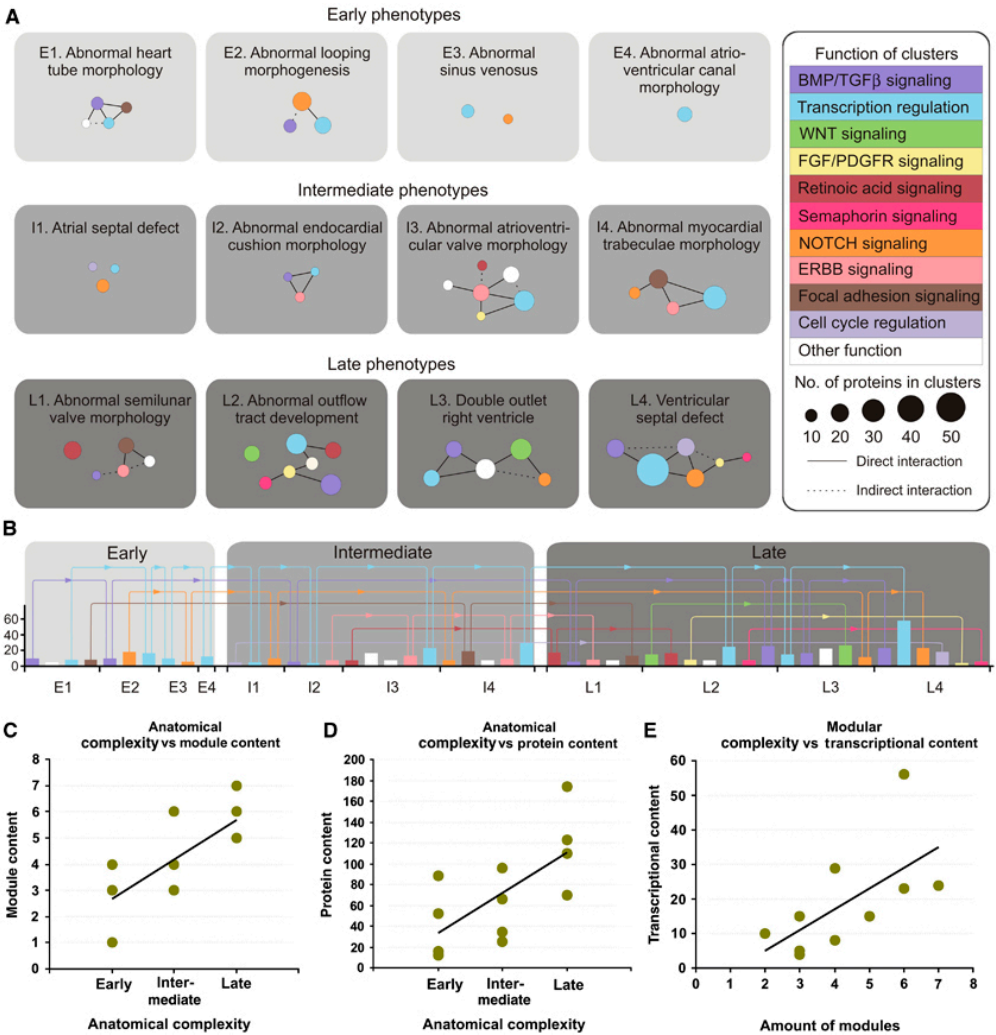 A
Early phenotypes
E1. Abnormal heart
tube morphology
E2. Abnormal looping
morphogenesis
E3. Abnormal
sinus venosus
E4. Abnormal atrio-
ventricular canal
morphology
Intermediate phenotypes
I1. Atrial septal defect
I2. Abnormal endocardial
cushion morphology
I3. Abnormal atrioventri-
cular valve morphology
I4. Abnormal myocardial
trabeculae morphology
Late phenotypes
L1. Abnormal semilunar
valve morphology
L2. Abnormal outflow
tract development
L3. Double outlet
right ventricle
L4. Ventricular
septal defect
Function of clusters
BMP/TGFβ signaling
Transcription regulation
WNT signaling
FGF/PDGFR signaling
Retinoic acid signaling
Semaphorin signaling
NOTCH signaling
ERBB signaling
Focal adhesion signaling
Cell cycle regulation
Other function
No. of proteins in clusters
10 20 30 40 50
Direct interaction
Indirect interaction
B
Early Intermediate Late
60
40
20
0
E1 E2 E3 E4 I1 I2 I3 I4 L1 L2 L3 L4
C
Anatomical
complexity vs module content
Module content
8
7
6
5
4
3
2
1
0
Early Inter-
mediate Late
Anatomical complexity
D
Anatomical
complexity vs protein content
Protein content
200
180
160
140
120
100
80
60
40
20
0
Early Inter-
mediate Late
Anatomical complexity
E
Modular
complexity vs transcriptional content
Transcriptional content
60
50
40
30
20
10
0
0 1 2 3 4 5 6 7 8
Amount of modules